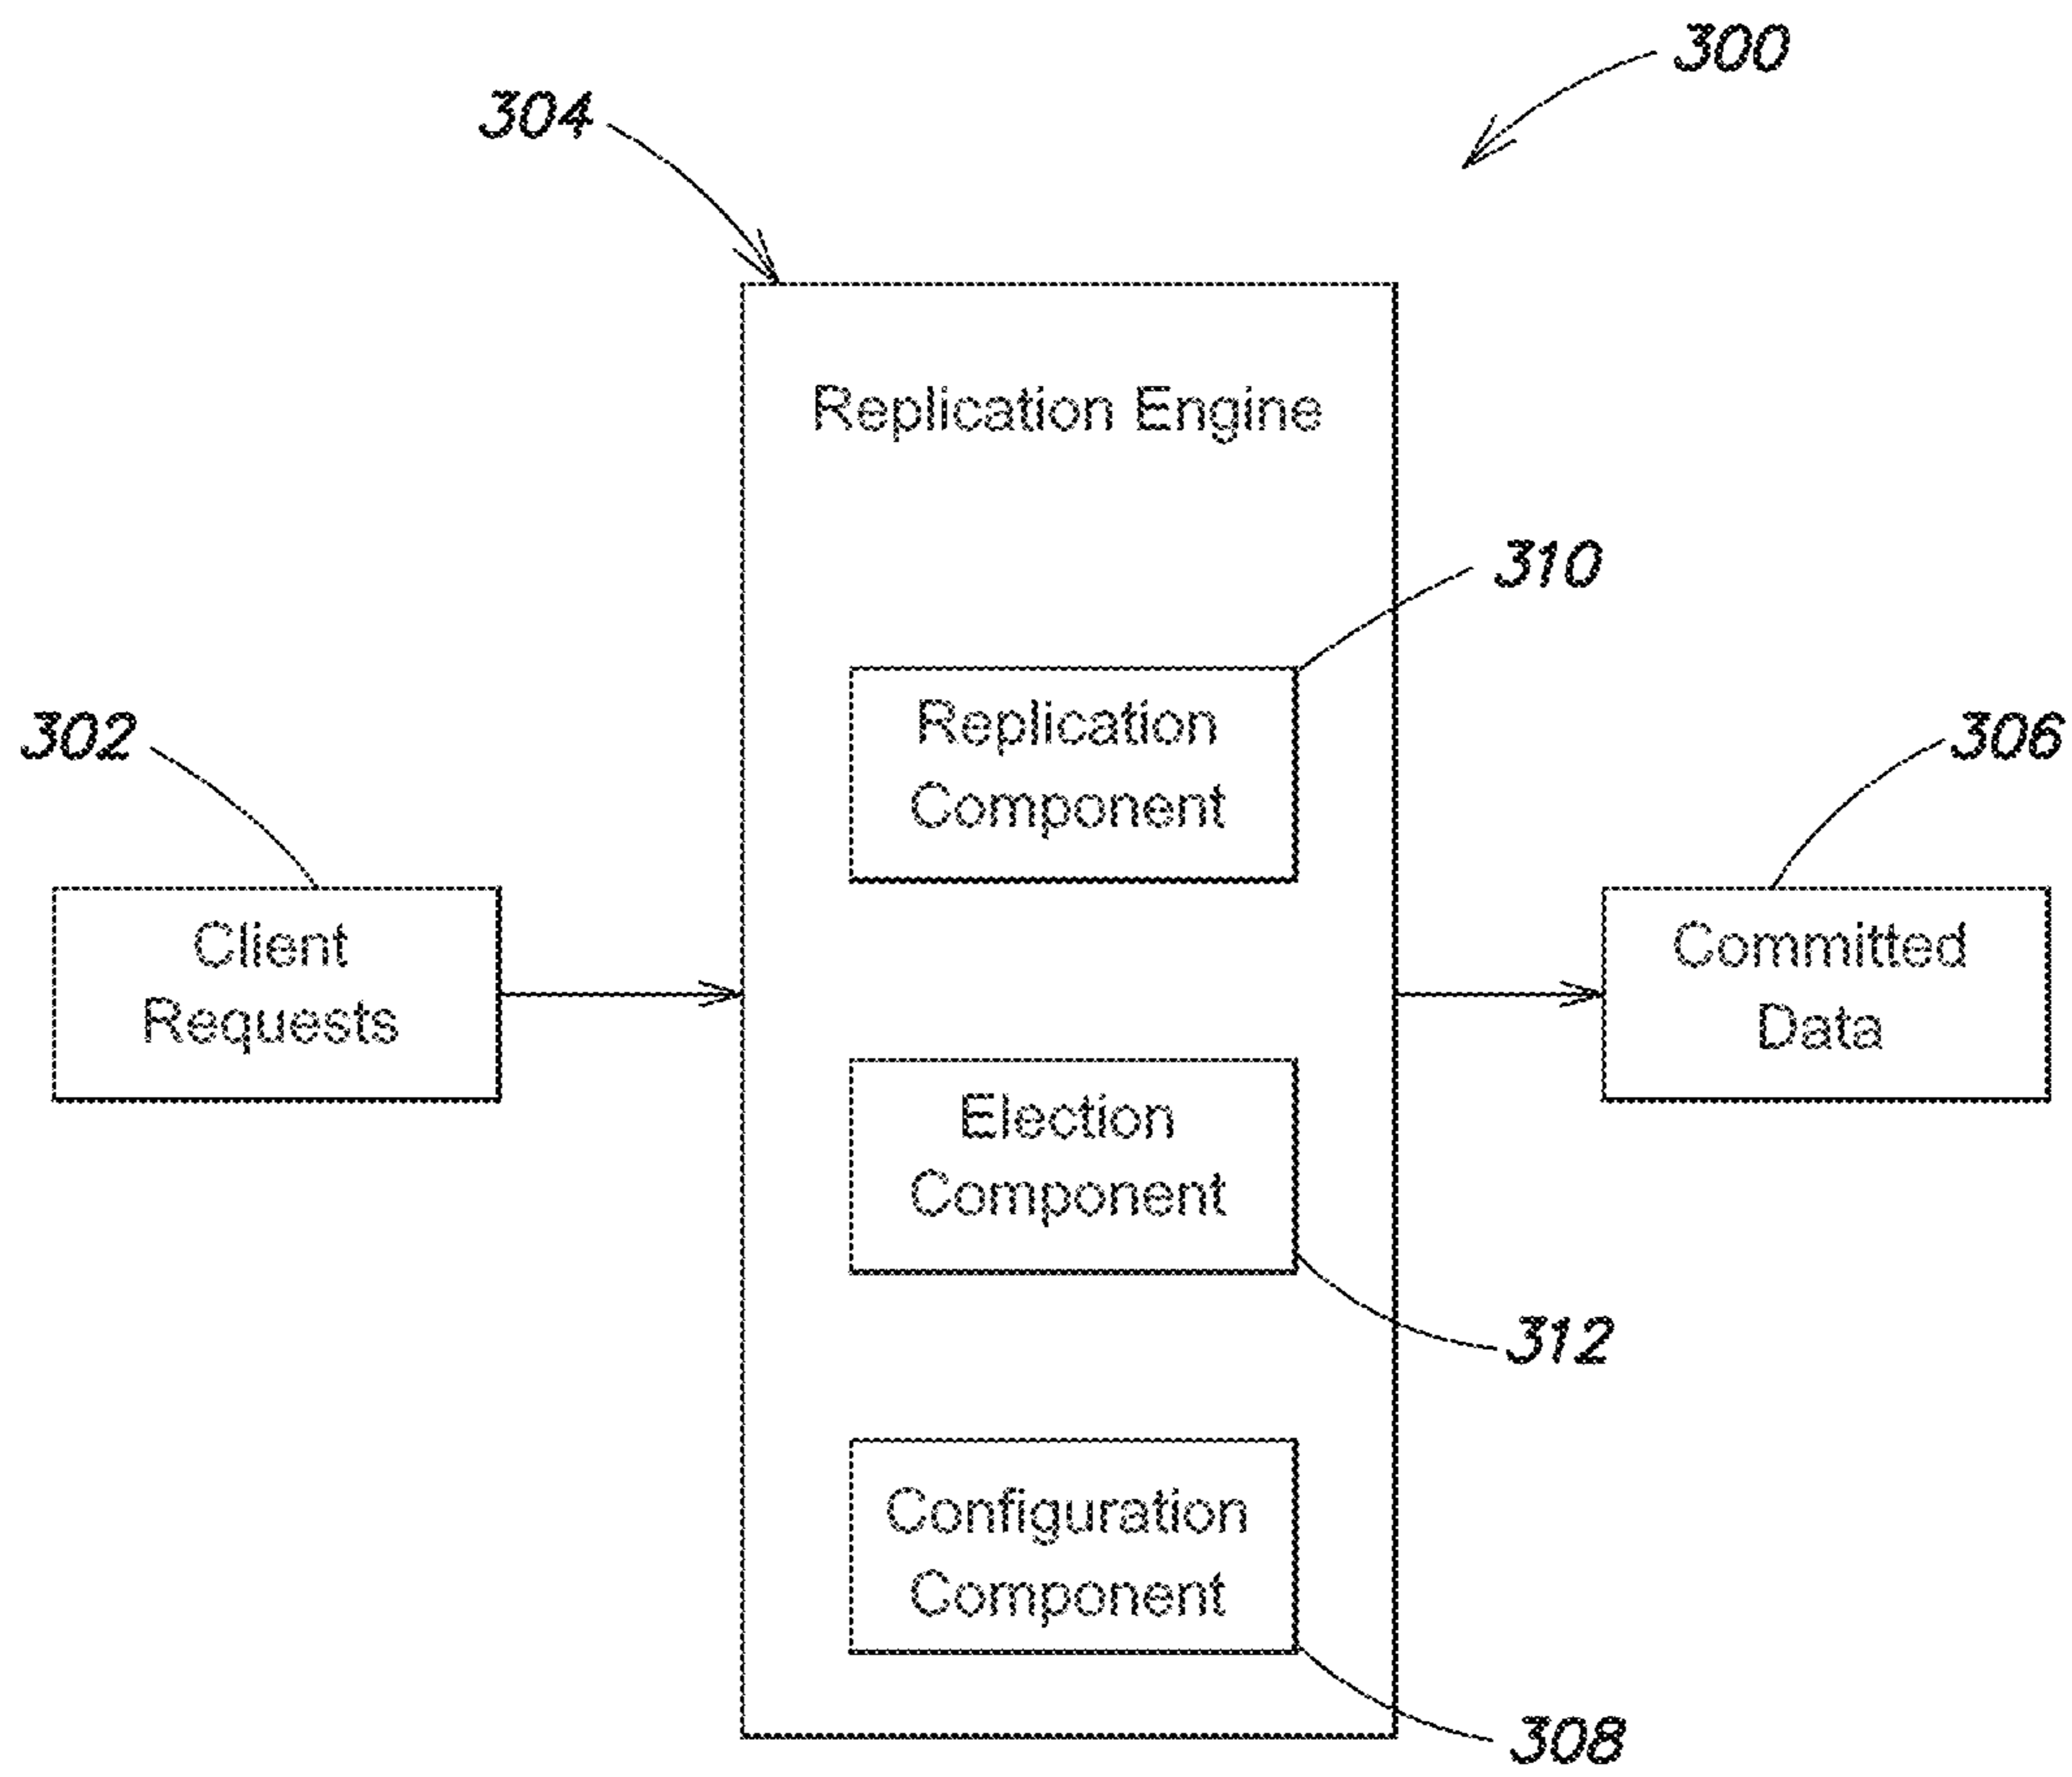 300
304
Replication Engine
310
Replication
Component
302
306
Client
Requests
Committed
Data
Election
Component
312
Configuration
Component
308